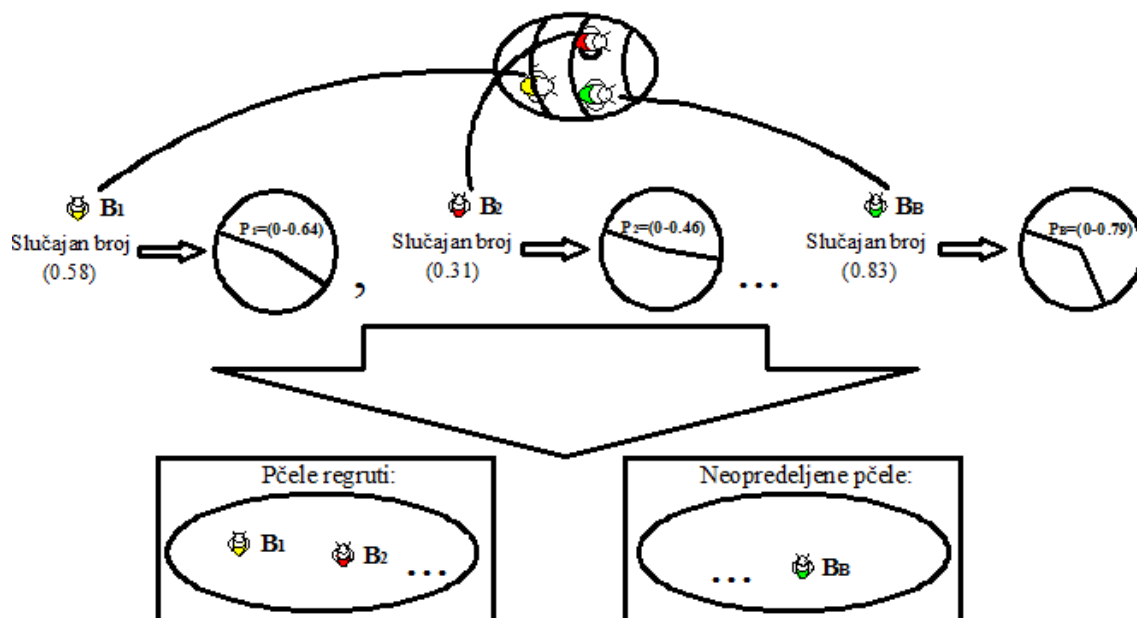 B1
B2
BB
P1=(0-0.64)
P2=(0-0.46)
PB=(0-0.79)
Slučajan broj
(0.58)
,
Slučajan broj
(0.31)
...
Slučajan broj
(0.83)
Pčele regruti:
B1
B2
...
Neopredeljene pčele:
...
BB